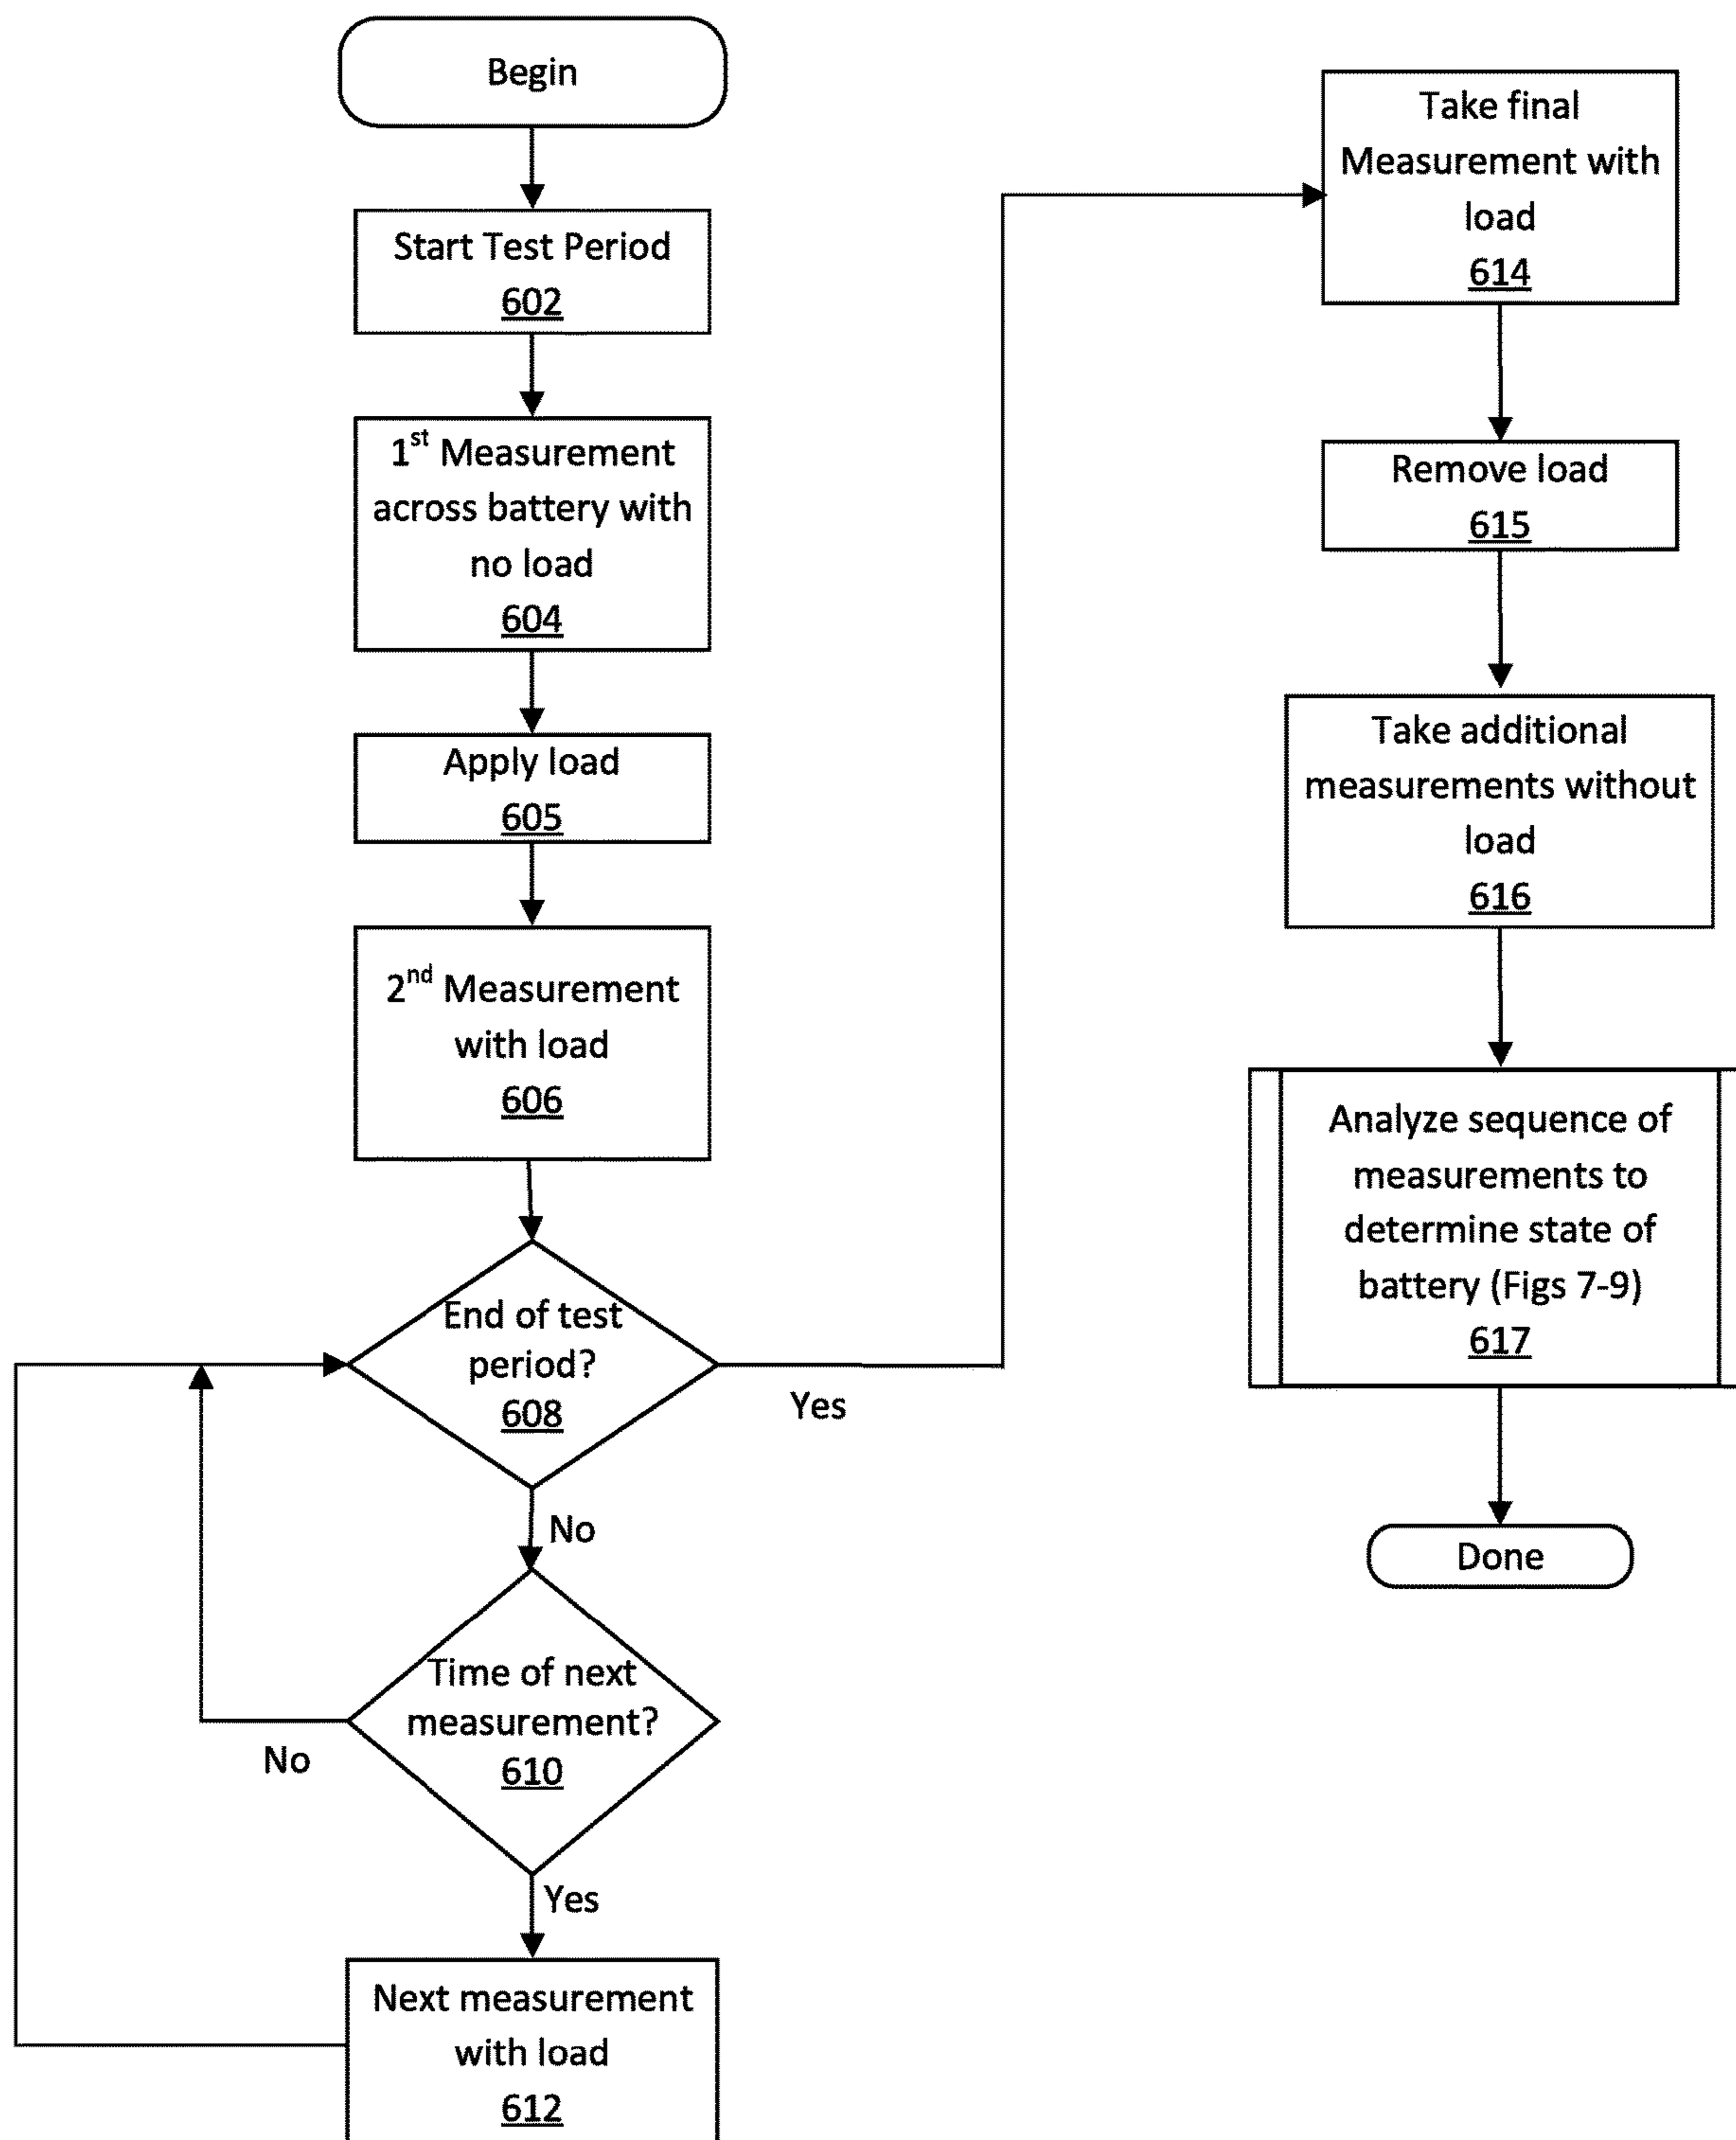 Begin
Start Test Period
602
1st Measurement
across battery with
no load
604
Apply load
605
2nd Measurement
with load
606
End of test
period?
608
Yes
No
Time of next
measurement?
610
No
Yes
Next measurement
with load
612
Take final
Measurement with
load
614
Remove load
615
Take additional
measurements without
load
616
Analyze sequence of
measurements to
determine state of
battery (Figs 7-9)
617
Done